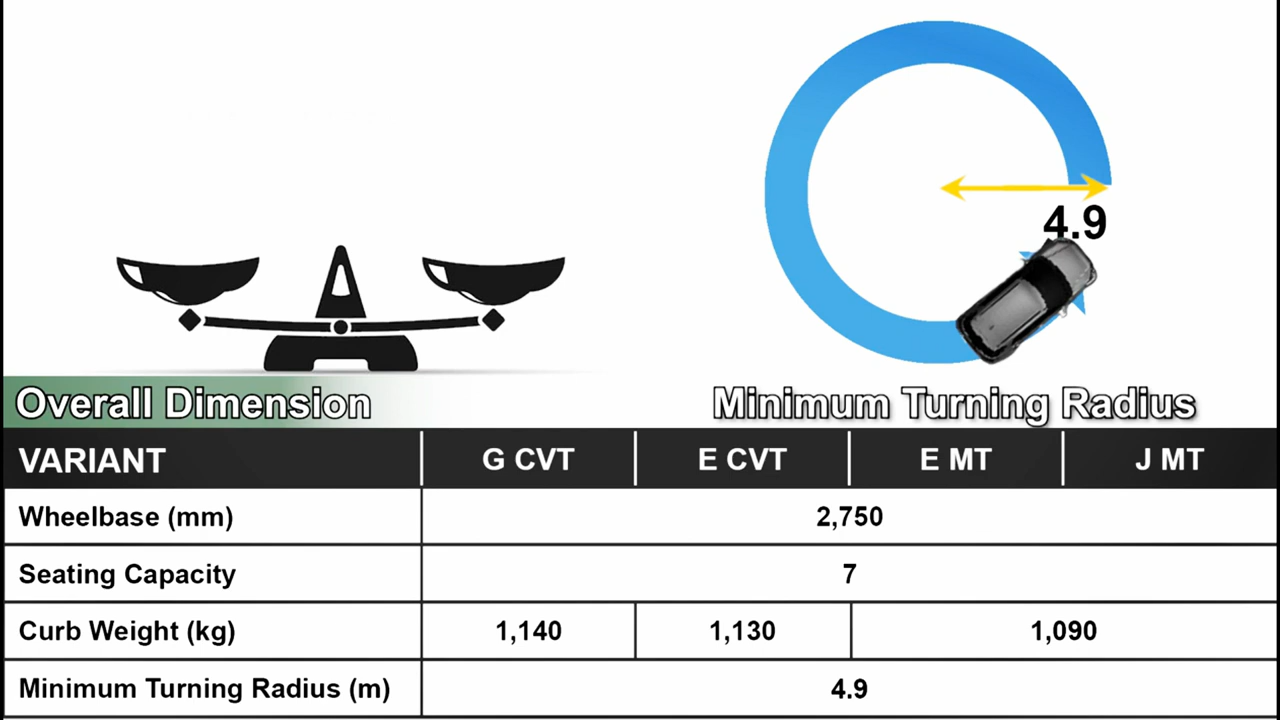 4.9
Overall Dimension
Minimum Turning Radius
VARIANT G CVT E CVT E MT J MT
Wheelbase (mm) 2,750
Seating Capacity 7
Curb Weight (kg) 1,140 1,130 1,090
Minimum Turning Radius (m) 4.9